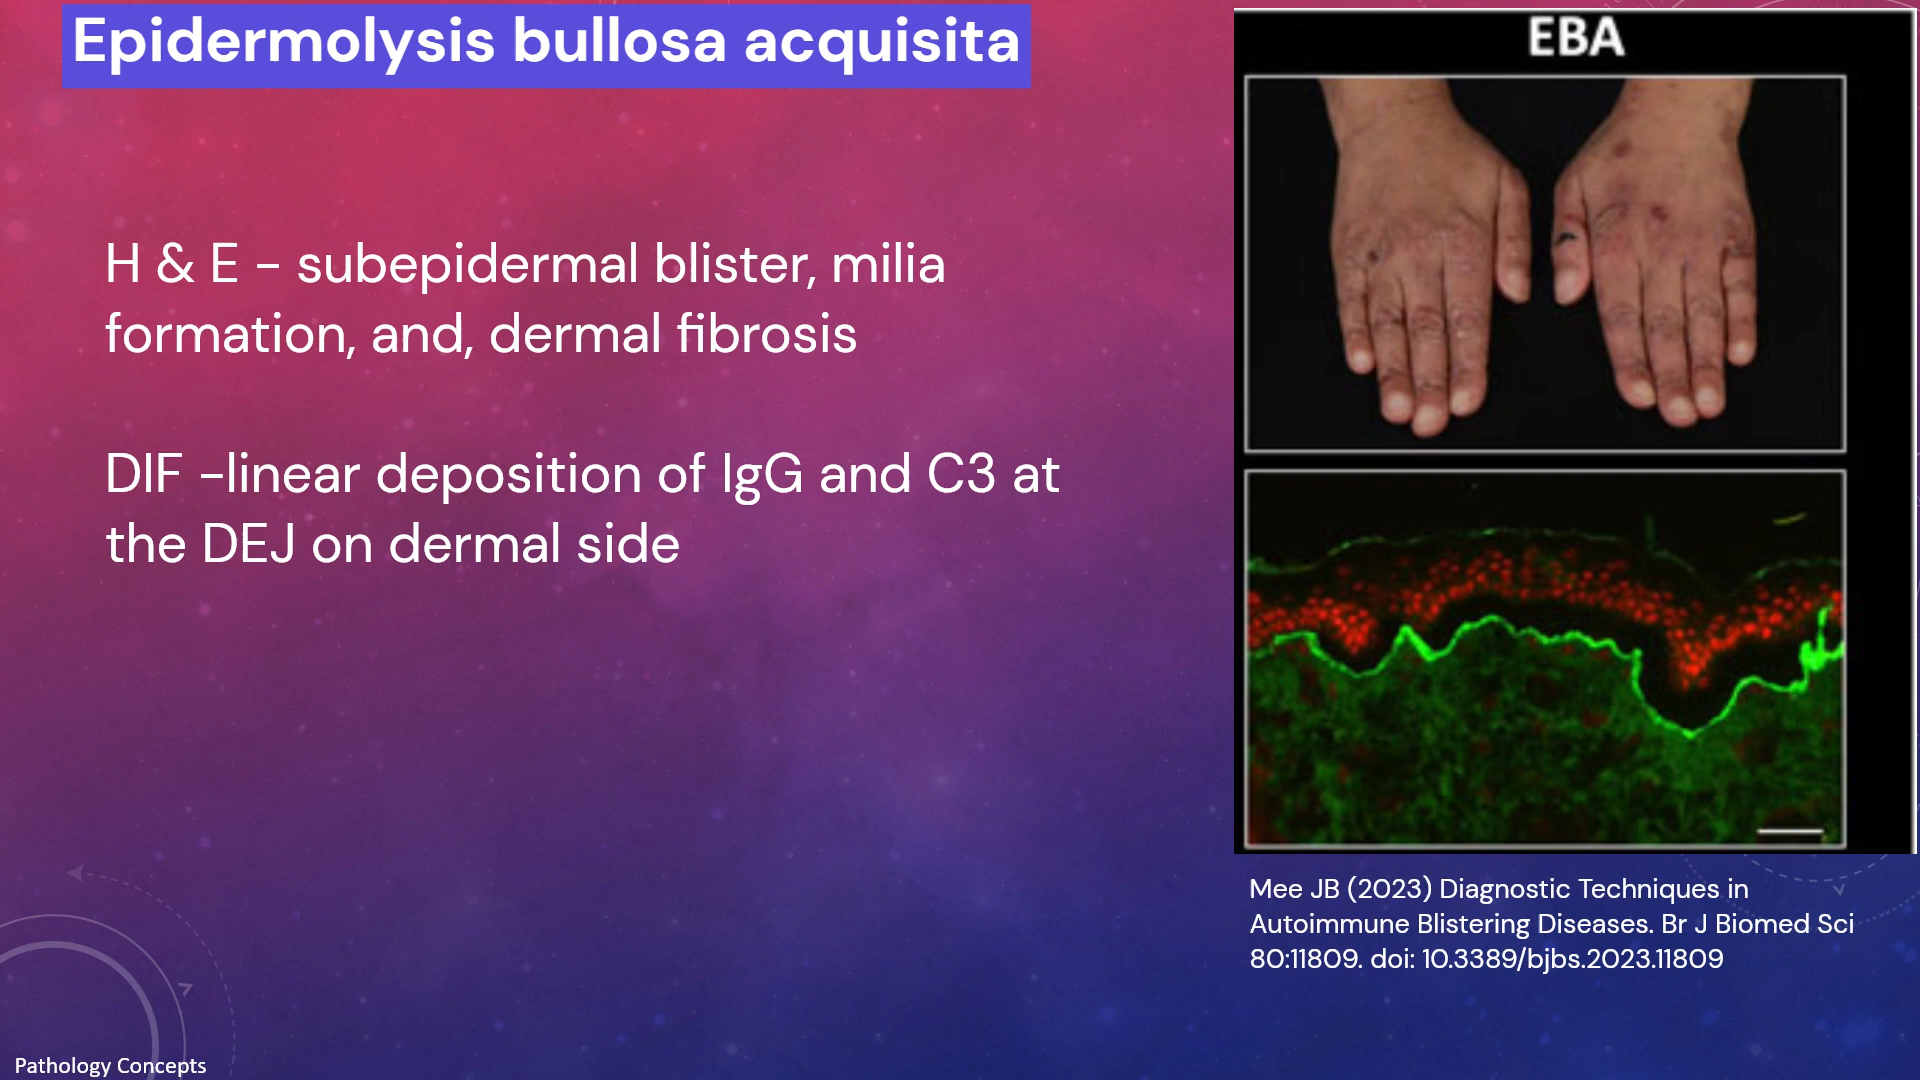 Epidermolysis bullosa acquisita
H & E – subepidermal blister, milia
formation, and, dermal fibrosis
DIF –linear deposition of IgG and C3 at
the DEJ on dermal side
EBA
Mee JB (2023) Diagnostic Techniques in
Autoimmune Blistering Diseases. Br J Biomed Sci
80:11809. doi: 10.3389/bjbs.2023.11809
Pathology Concepts